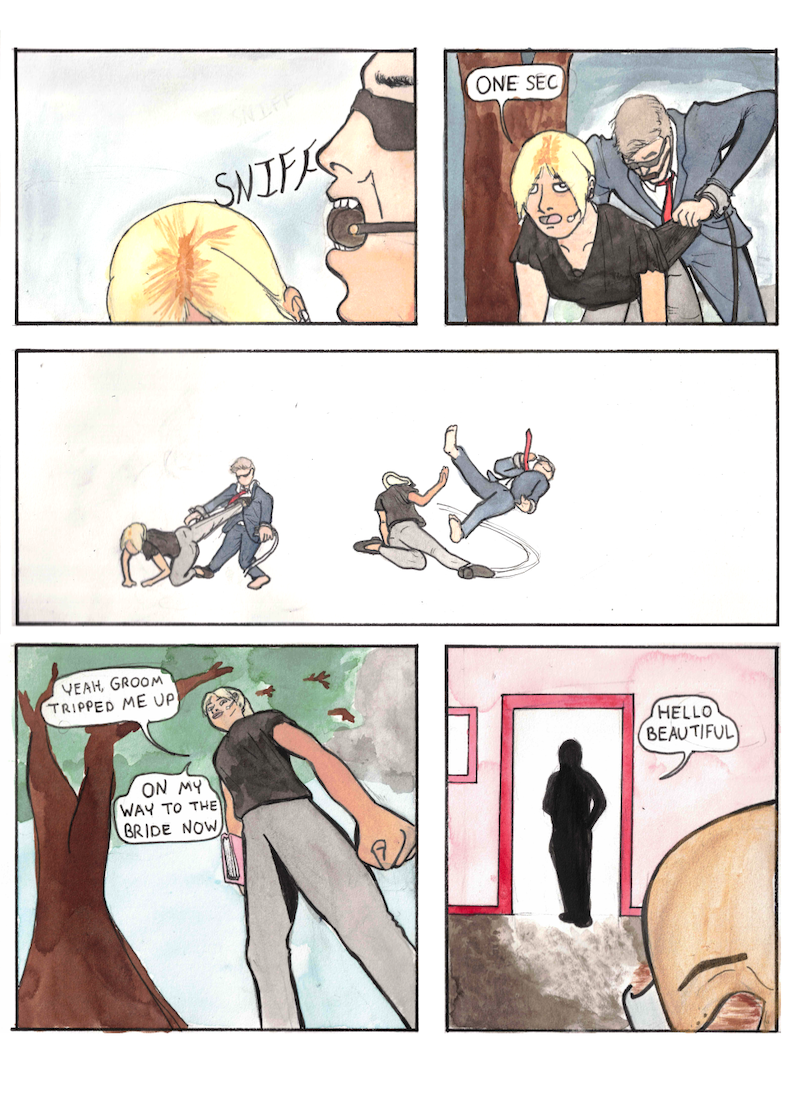 SNIFF
SNIFF
ONE SEC
YEAH, GROOM
TRIPPED ME UP
ON MY
WAY TO THE
BRIDE NOW
HELLO
BEAUTIFUL